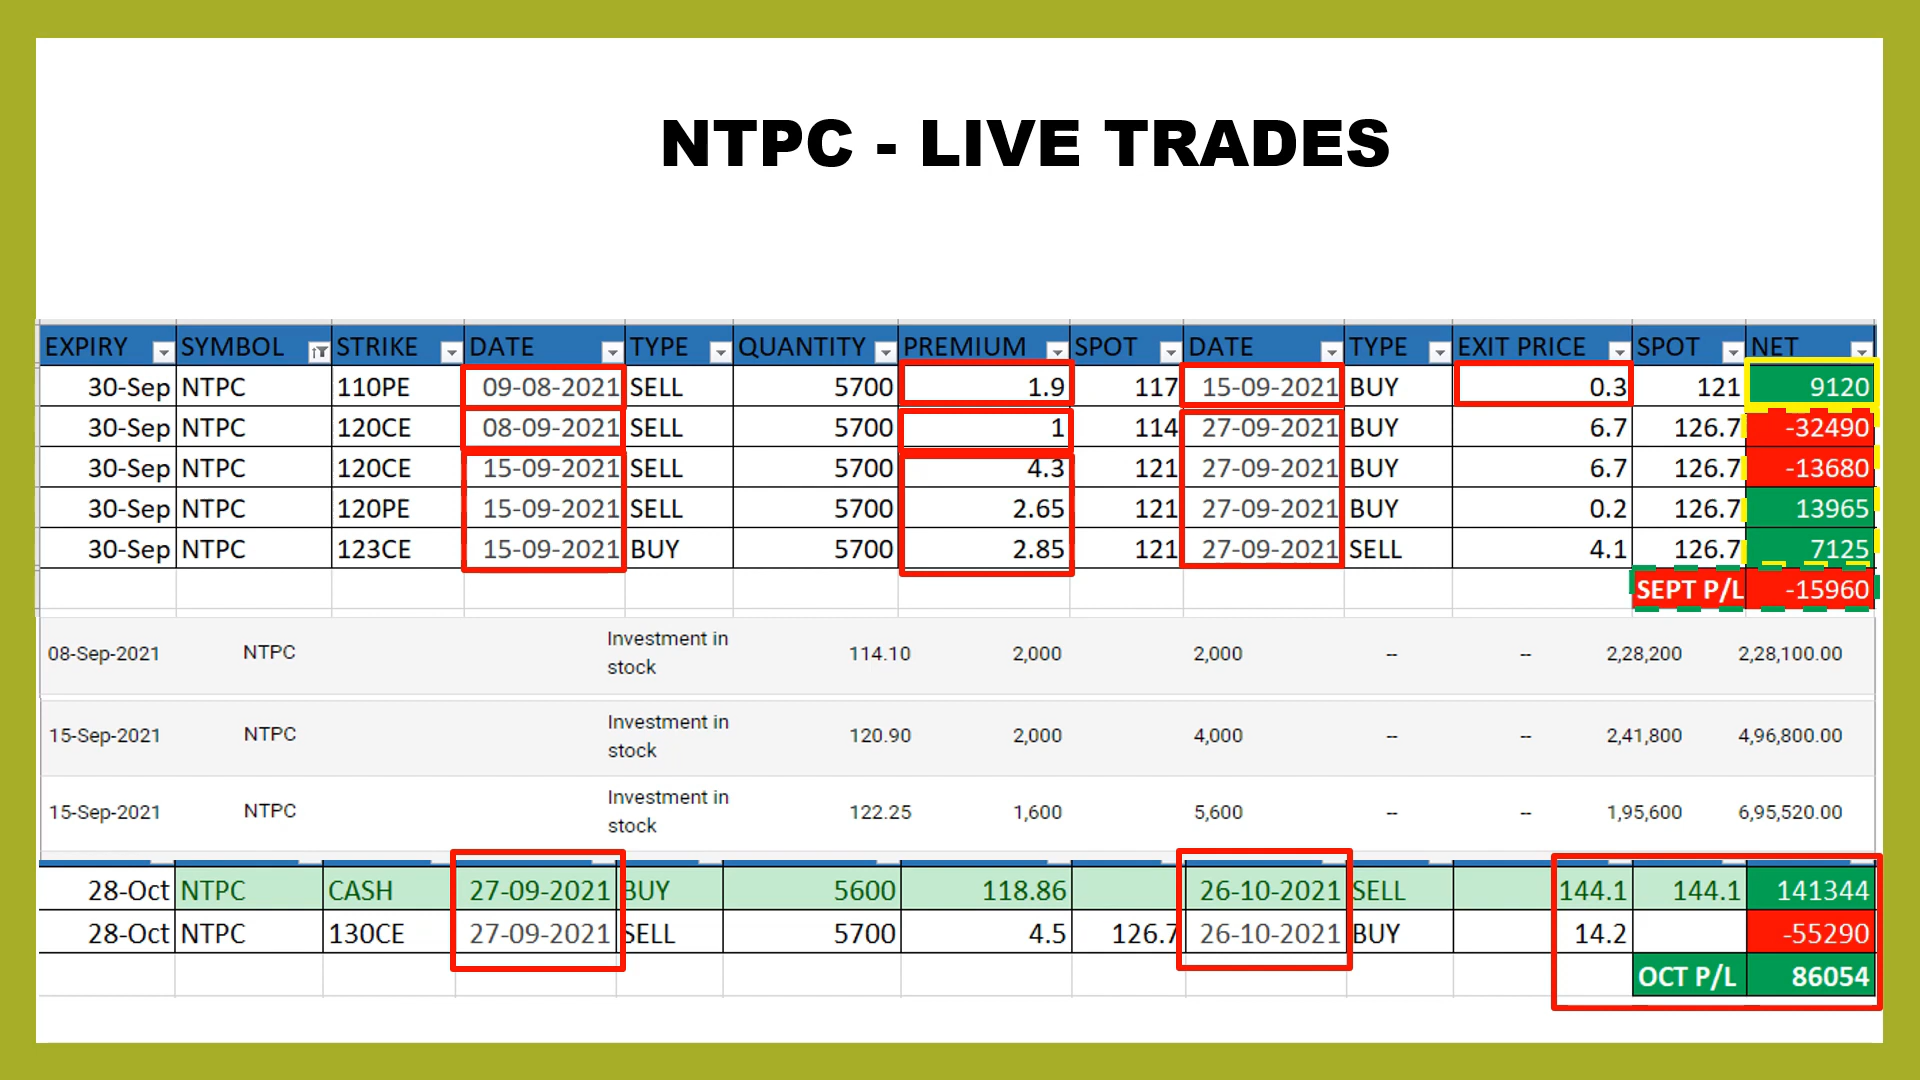 NTPC - LIVE TRADES
EXPIRY SYMBOL STRIKE DATE TYPE QUANTITY PREMIUM SPOT DATE TYPE EXIT PRICE SPOT NET
30-Sep NTPC 110PE 09-08-2021 SELL 5700 1.9 117 15-09-2021 BUY 0.3 121 9120
30-Sep NTPC 120CE 08-09-2021 SELL 5700 1 114 27-09-2021 BUY 6.7 126.7 -32490
30-Sep NTPC 120CE 15-09-2021 SELL 5700 4.3 121 27-09-2021 BUY 6.7 126.7 -13680
30-Sep NTPC 120PE 15-09-2021 SELL 5700 2.65 121 27-09-2021 BUY 0.2 126.7 13965
30-Sep NTPC 123CE 15-09-2021 BUY 5700 2.85 121 27-09-2021 SELL 4.1 126.7 7125
SEPT P/L -15960
08-Sep-2021 NTPC Investment in stock 114.10 2,000 2,000 -- -- 2,28,200 2,28,100.00
15-Sep-2021 NTPC Investment in stock 120.90 2,000 4,000 -- -- 2,41,800 4,96,800.00
15-Sep-2021 NTPC Investment in stock 122.25 1,600 5,600 -- -- 1,95,600 6,95,520.00
28-Oct NTPC CASH 27-09-2021 BUY 5600 118.86 26-10-2021 SELL 144.1 144.1 141344
28-Oct NTPC 130CE 27-09-2021 SELL 5700 4.5 126.7 26-10-2021 BUY 14.2 -55290
OCT P/L 86054